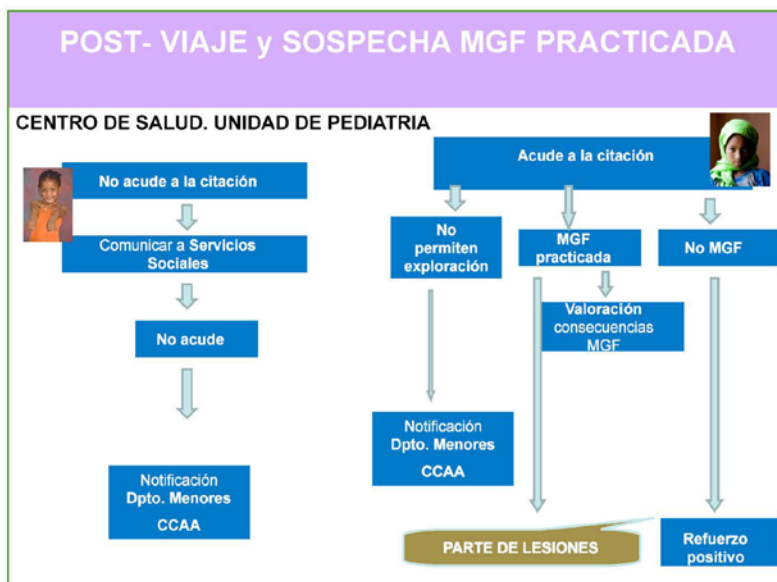 POST- VIAJE y SOSPECHA MGF PRACTICADA
CENTRO DE SALUD. UNIDAD DE PEDIATRIA
No acude a la citación
Comunicar a Servicios
Sociales
No acude
Notificación
Dpto. Menores
CCAA
Acude a la citación
No
permiten
exploración
MGF
practicada
No MGF
Valoración
consecuencias
MGF
Notificación
Dpto. Menores
CCAA
PARTE DE LESIONES
Refuerzo
positivo